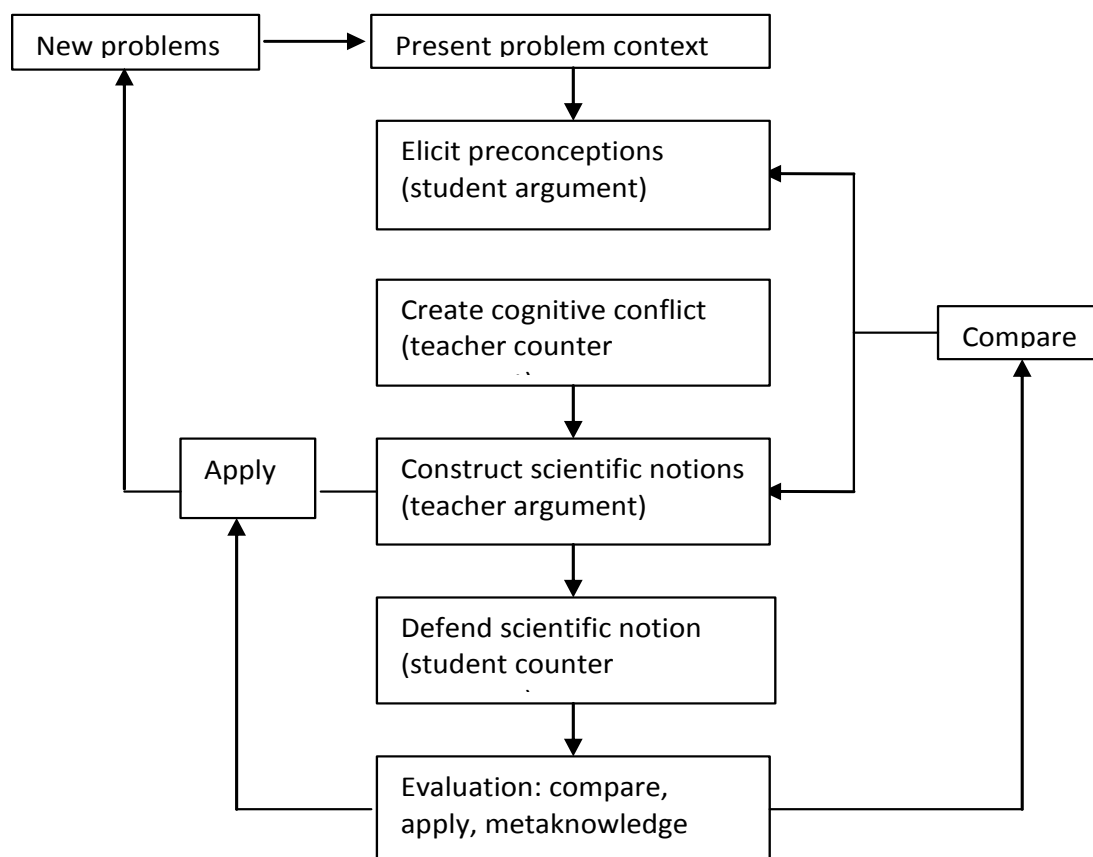 New problems
Present problem context
Elicit preconceptions
(student argument)
Create cognitive conflict
(teacher counter
Compare
Apply
Construct scientific notions
(teacher argument)
Defend scientific notion
(student counter
Evaluation: compare,
apply, metaknowledge